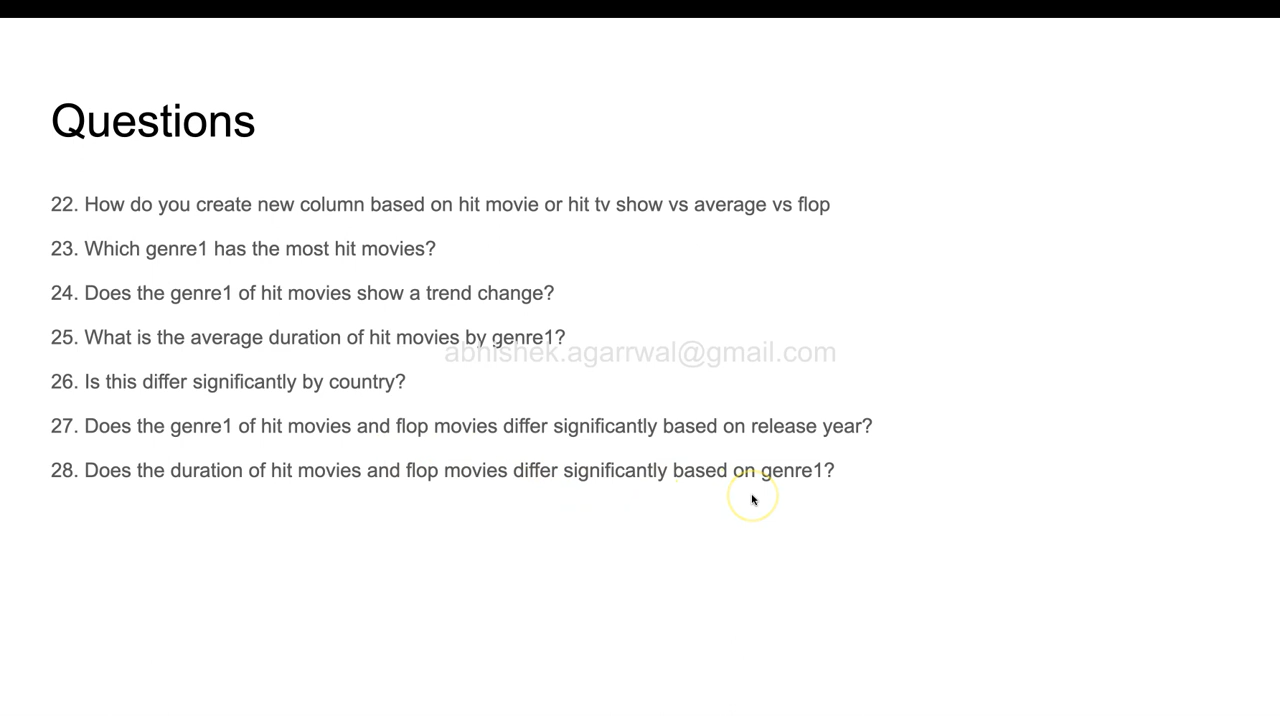 Questions
22. How do you create new column based on hit movie or hit tv show vs average vs flop
23. Which genre1 has the most hit movies?
24. Does the genre1 of hit movies show a trend change?
25. What is the average duration of hit movies by genre1?
abhishek.agarrwal@gmail.com
26. Is this differ significantly by country?
27. Does the genre1 of hit movies and flop movies differ significantly based on release year?
28. Does the duration of hit movies and flop movies differ significantly based on genre1?